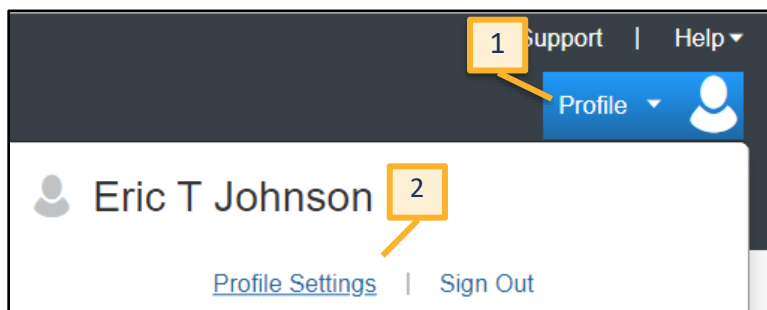 1 Support | Help
Profile
Eric T Johnson 2
Profile Settings | Sign Out